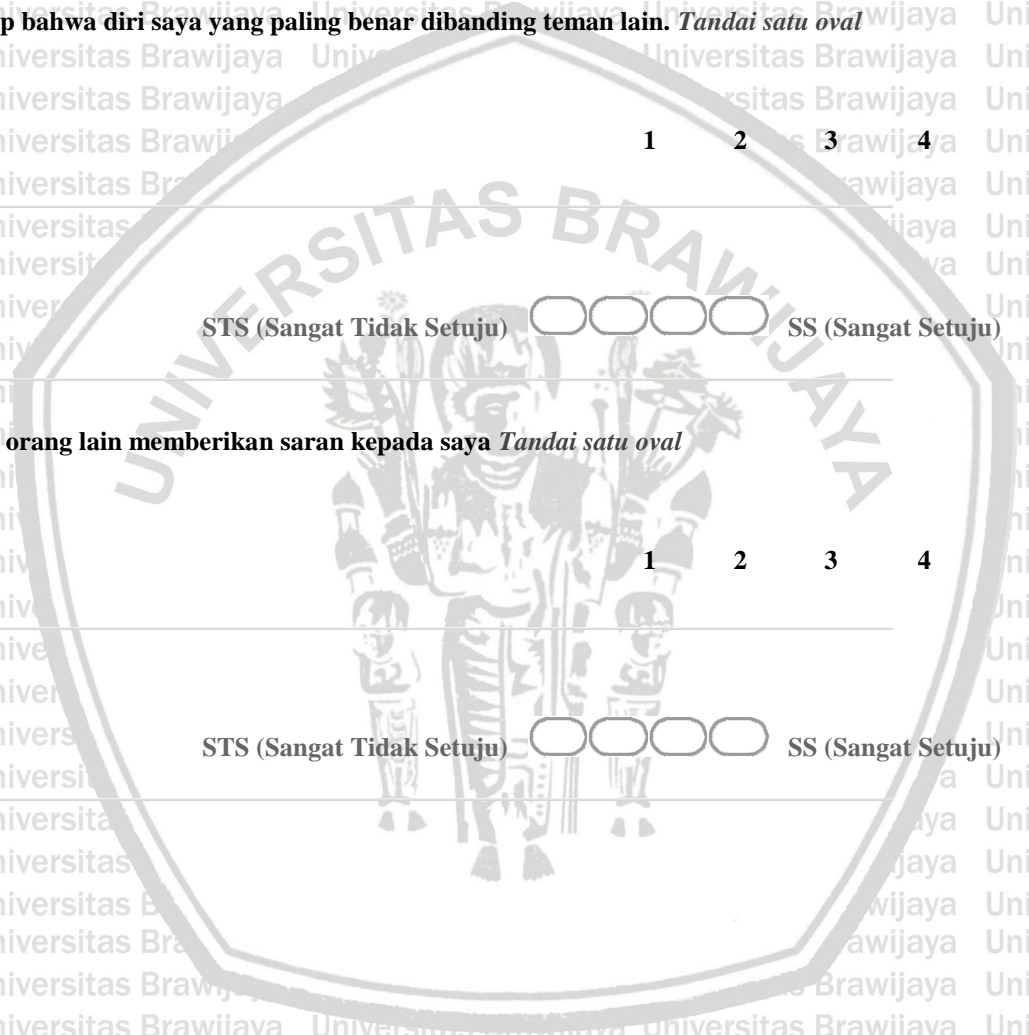 p bahwa diri saya yang paling benar dibanding teman lain. Tandai satu oval
1 2 3 4
UNIVERSITAS BRAWIJAYA
STS (Sangat Tidak Setuju) SS (Sangat Setuju)
orang lain memberikan saran kepada saya Tandai satu oval
1 2 3 4
STS (Sangat Tidak Setuju) SS (Sangat Setuju)